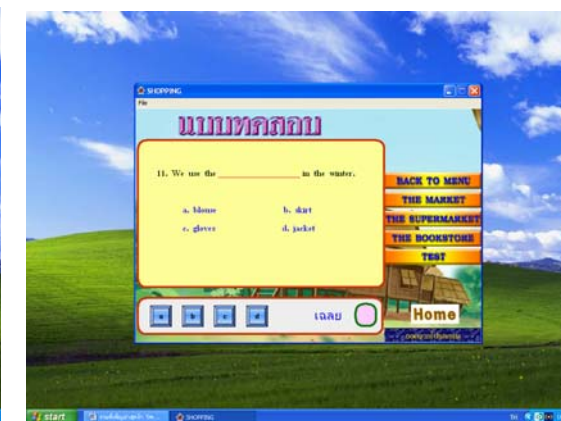 SHOPPING
File
แบบทดสอบ
11. We use the ____________ in the winter.
a. blouse b. skirt
c. gloves d. jacket
BACK TO MENU
THE MARKET
THE SUPERMARKET
THE BOOKSTORE
TEST
a b c d
เฉลย
Home
start
SHOPPING
TH